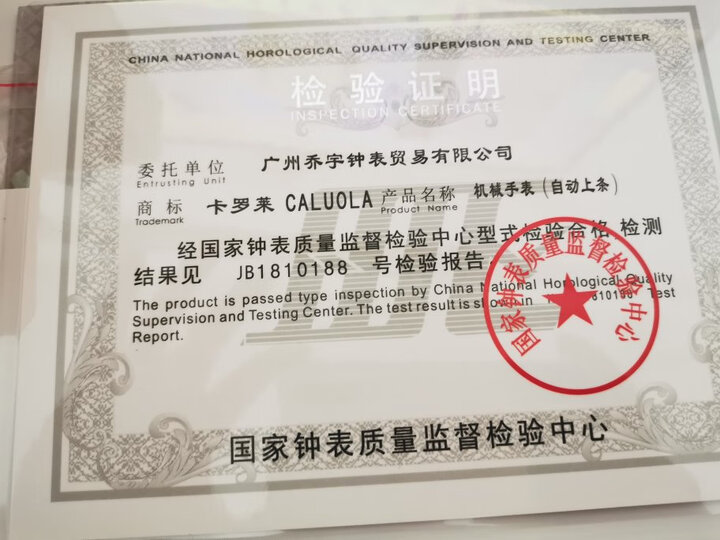 CHINA NATIONAL HOROLOGICAL QUALITY SUPERVISION AND TESTING CENTER
检验证明
INSPECTION CERTIFICATE
委托单位 广州乔宇钟表贸易有限公司
Entrusting Unit
商标 卡罗莱 CALUOLA 产品名称 机械手表(自动上条)
Trademark Product Name
经国家钟表质量监督检验中心型式检验合格 检测
结果见 JB1810188 号检验报告
The product is passed type inspection by China National Horological Quality
Supervision and Testing Center. The test result is shown in Test
Report.
国家钟表质量监督检验中心
国家钟表质量监督检验中心